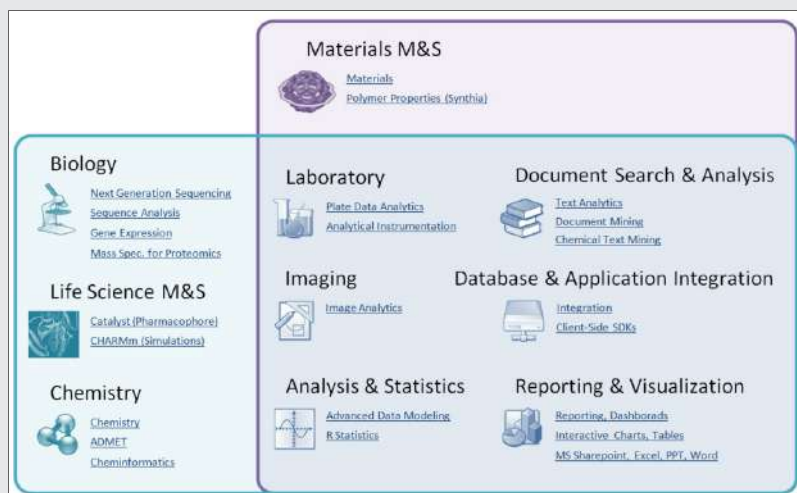 Materials M&S
Materials
Polymer Properties (Synthia)
Biology
Next Generation Sequencing
Sequence Analysis
Gene Expression
Mass Spec. for Proteomics
Life Science M&S
Catalyst (Pharmacophore)
CHARMm (Simulations)
Chemistry
Chemistry
ADMET
Cheminformatics
Laboratory
Plate Data Analytics
Analytical Instrumentation
Imaging
Image Analytics
Analysis & Statistics
Advanced Data Modeling
R Statistics
Document Search & Analysis
Text Analytics
Document Mining
Chemical Text Mining
Database & Application Integration
Integration
Client-Side SDKs
Reporting & Visualization
Reporting, Dashborads
Interactive Charts, Tables
MS Sharepoint, Excel, PPT, Word